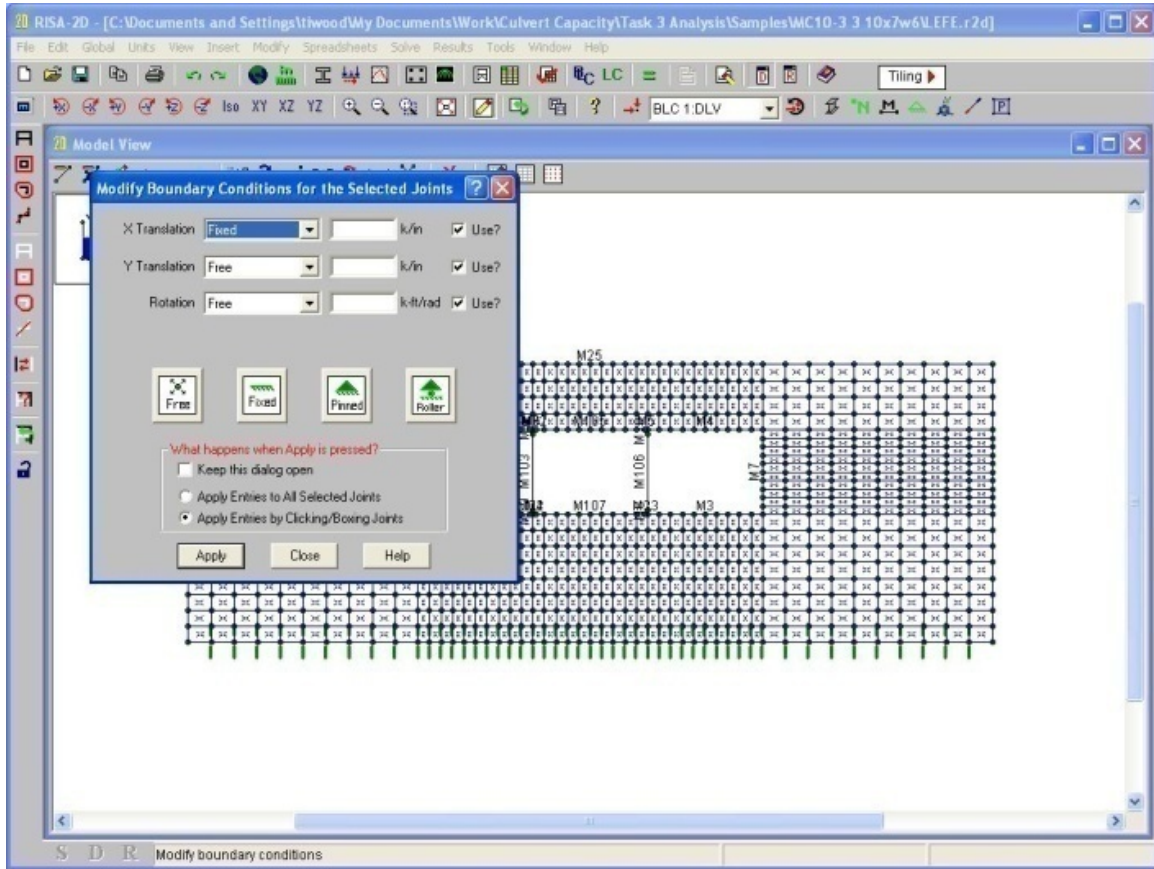 RISA-2D - [C:\Documents and Settings\tiwood\My Documents\Work\Culvert Capacity\Task 3 Analysis\Samples\MC10-3 3 10x7w6\LEFE.r2d]
File Edit Global Units View Insert Modify Spreadsheets Solve Results Tools Window Help
LC Tiling
Iso XY XZ YZ BLC 1:DLV
Model View
Modify Boundary Conditions for the Selected Joints
X Translation Fixed k/in Use?
Y Translation Free k/in Use?
Rotation Free k-ft/rad Use?
M25
Free Fixed Pinned Roller
M4
M103 M106 M7
What happens when Apply is pressed?
Keep this dialog open
Apply Entries to All Selected Joints
M107 M3
Apply Entries by Clicking/Boxing Joints
Apply Close Help
S D R Modify boundary conditions